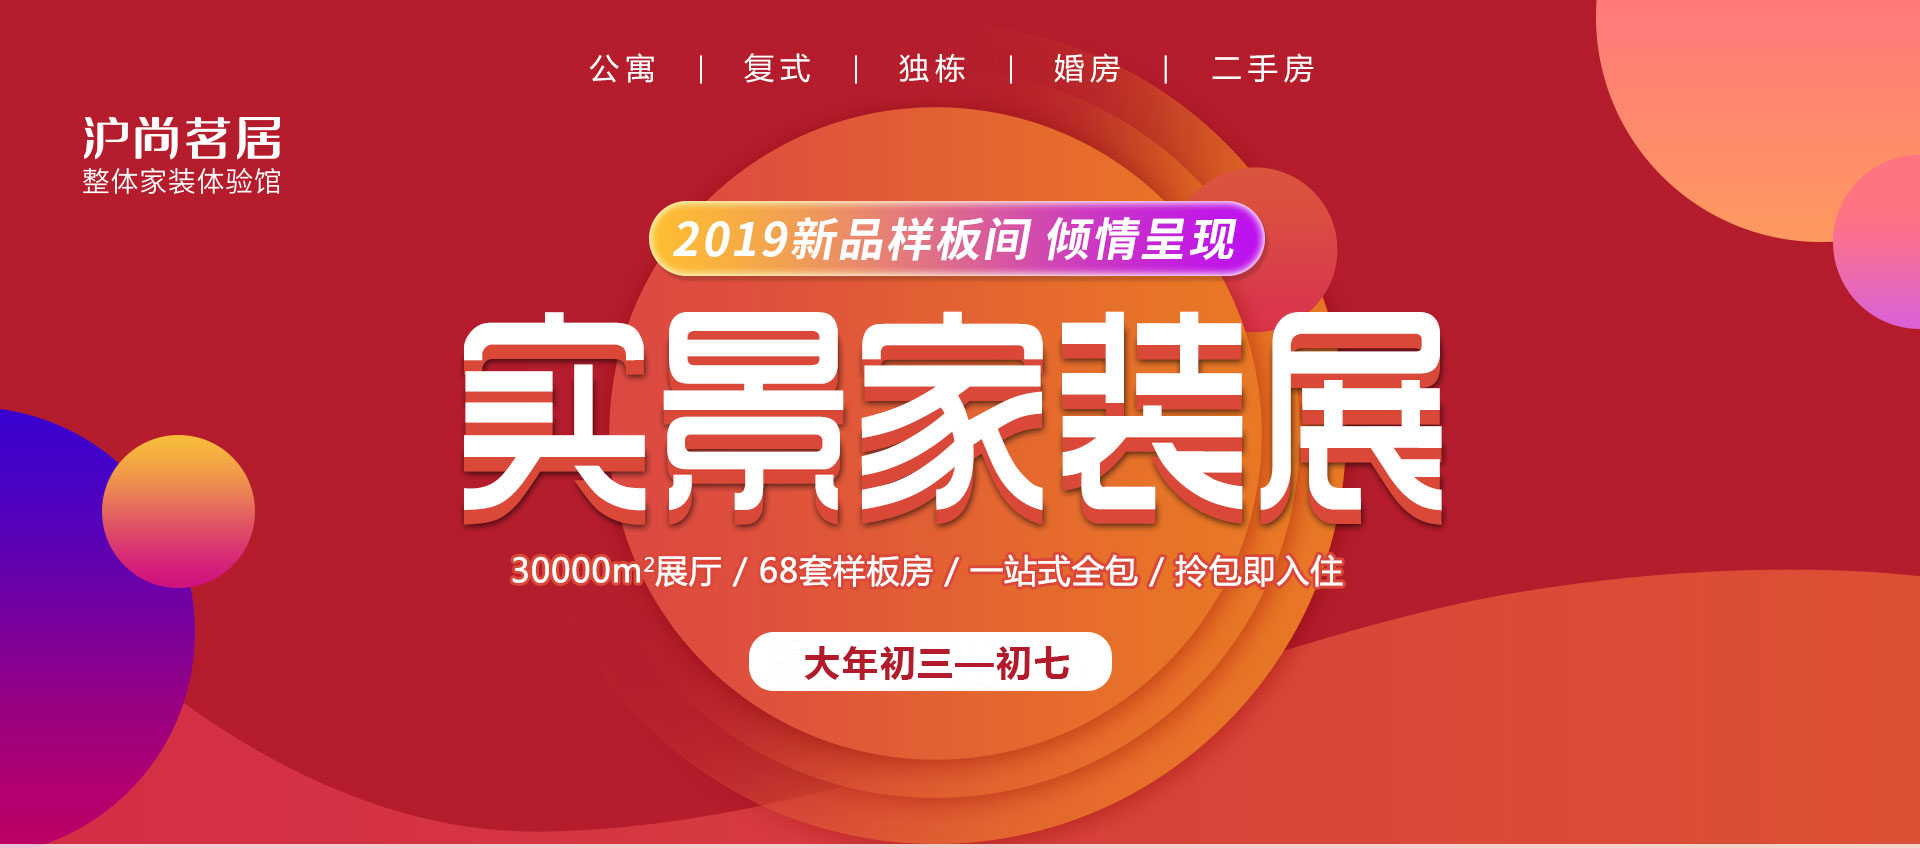 公寓 | 复式 | 独栋 | 婚房 | 二手房
沪尚茗居
整体家装体验馆
2019新品样板间 倾情呈现
实景家装展
30000m²展厅 / 68套样板房 / 一站式全包 / 拎包即入住
大年初三—初七